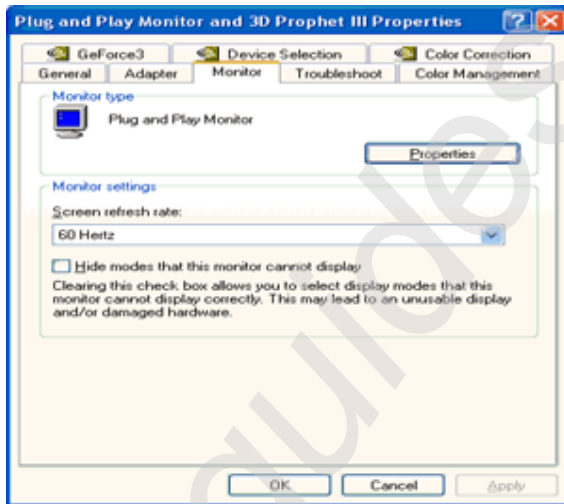 Plug and Play Monitor and 3D Prophet III Properties
GeForce3 Device Selection Color Correction
General Adapter Monitor Troubleshoot Color Management
Monitor type
Plug and Play Monitor
Properties
Monitor settings
Screen refresh rate:
60 Hertz
Hide modes that this monitor cannot display
Clearing this check box allows you to select display modes that this
monitor cannot display correctly. This may lead to an unusable display
and/or damaged hardware.
OK Cancel Apply